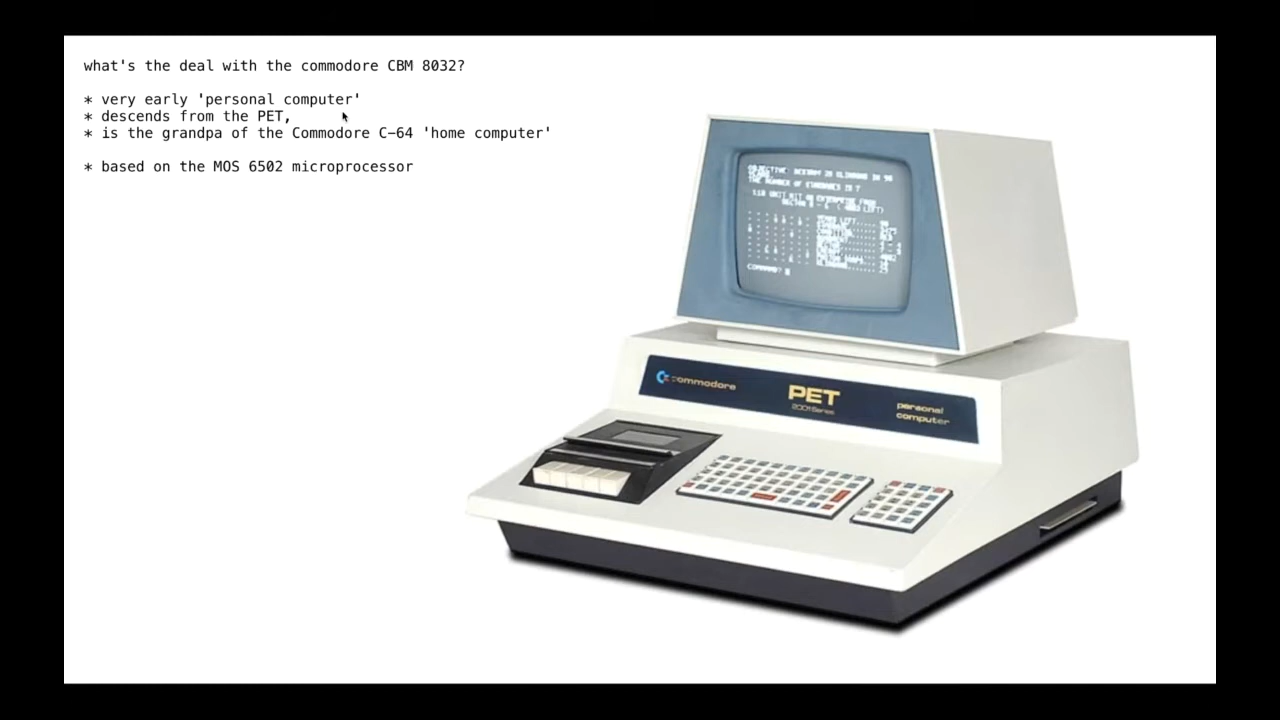 what's the deal with the commodore CBM 8032?
* very early 'personal computer'
* descends from the PET,
* is the grandpa of the Commodore C-64 'home computer'
* based on the MOS 6502 microprocessor
commodore
PET
2001 Series
personal
computer
COMMAND?